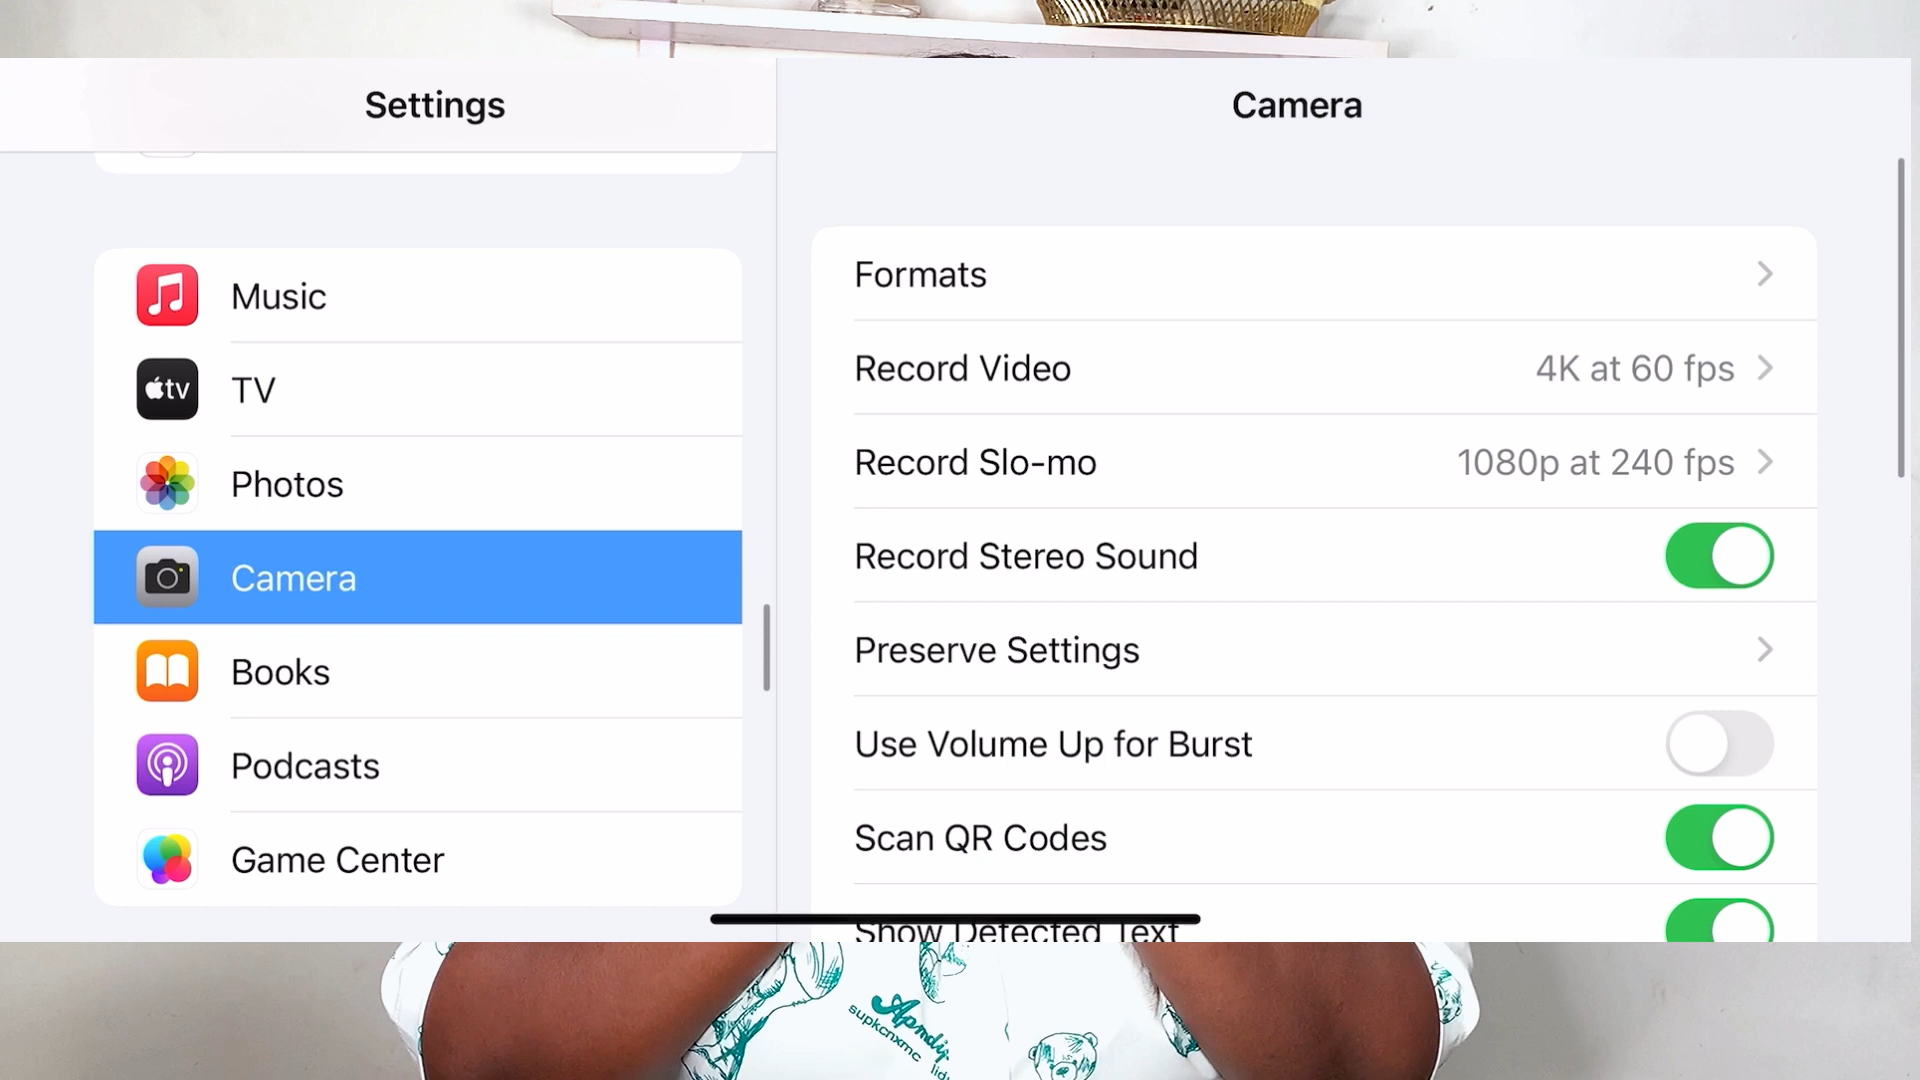 Settings
Music
tv
TV
Photos
Camera
Books
Podcasts
Game Center
Camera
Formats
Record Video 4K at 60 fps
Record Slo-mo 1080p at 240 fps
Record Stereo Sound
Preserve Settings
Use Volume Up for Burst
Scan QR Codes
Show Detected Text
supkcnxmc